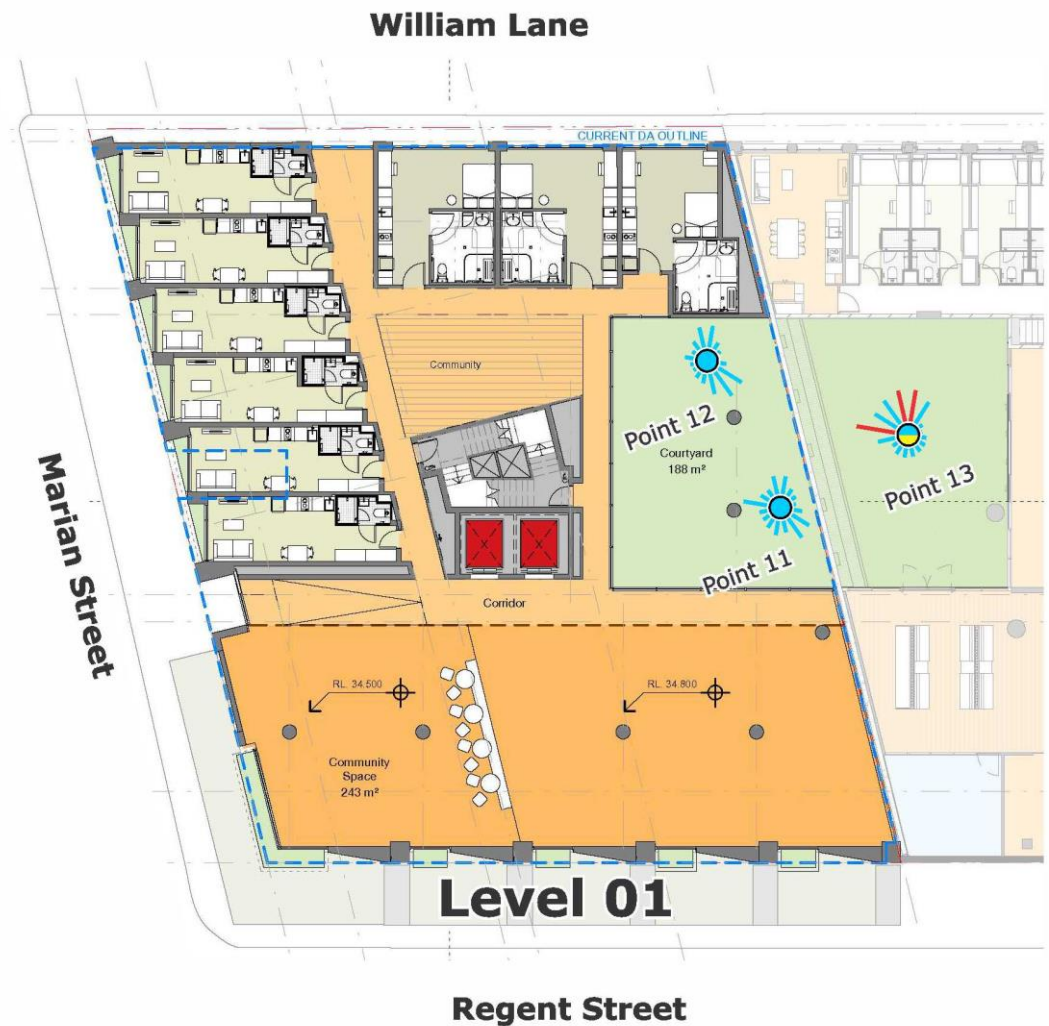 William Lane
CURRENT DA OUTLINE
Community
Point 12
Courtyard
188 m²
Point 13
Point 11
Marian Street
Corridor
RL. 34.500
RL. 34.800
Community
Space
243 m²
Level 01
Regent Street